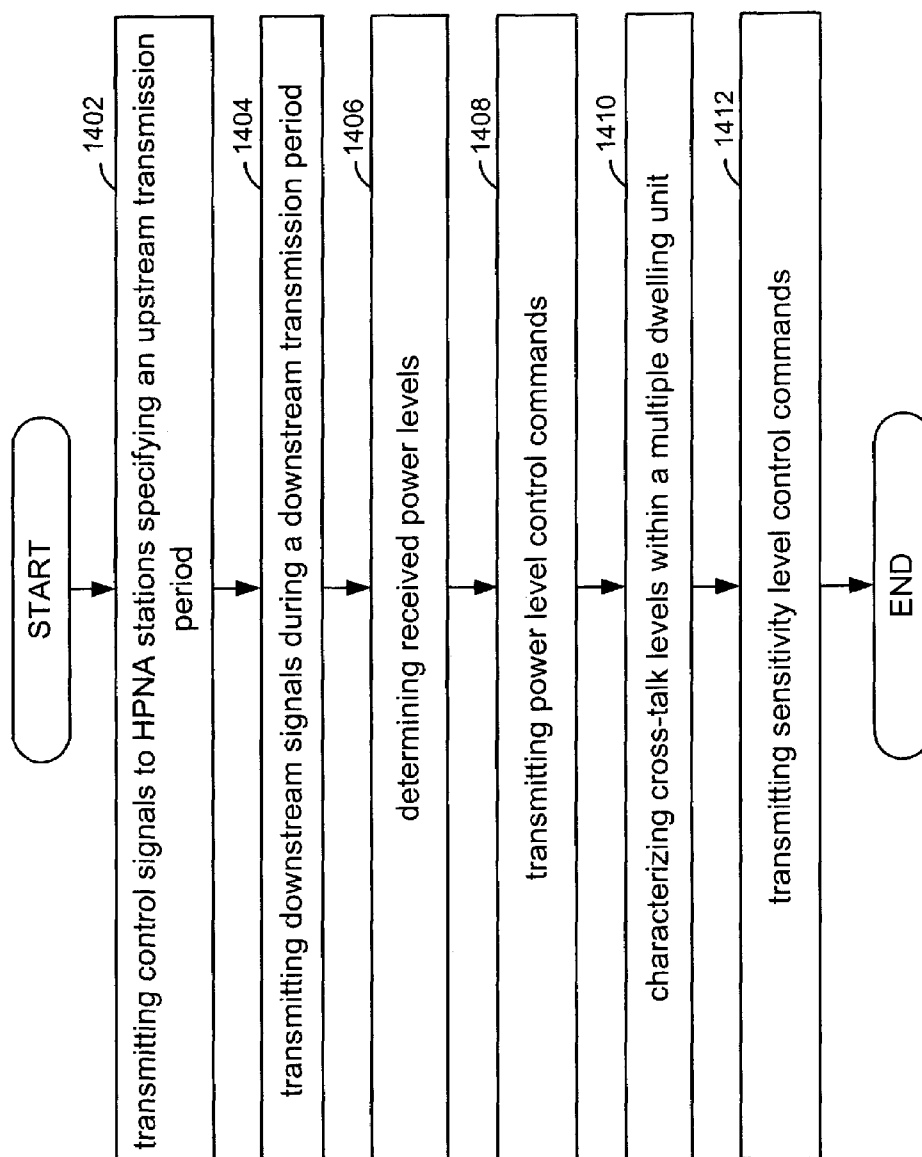 START
1402
transmitting control signals to HPNA stations specifying an upstream transmission
period
1404
transmitting downstream signals during a downstream transmission period
1406
determining received power levels
1408
transmitting power level control commands
1410
characterizing cross-talk levels within a multiple dwelling unit
1412
transmitting sensitivity level control commands
END